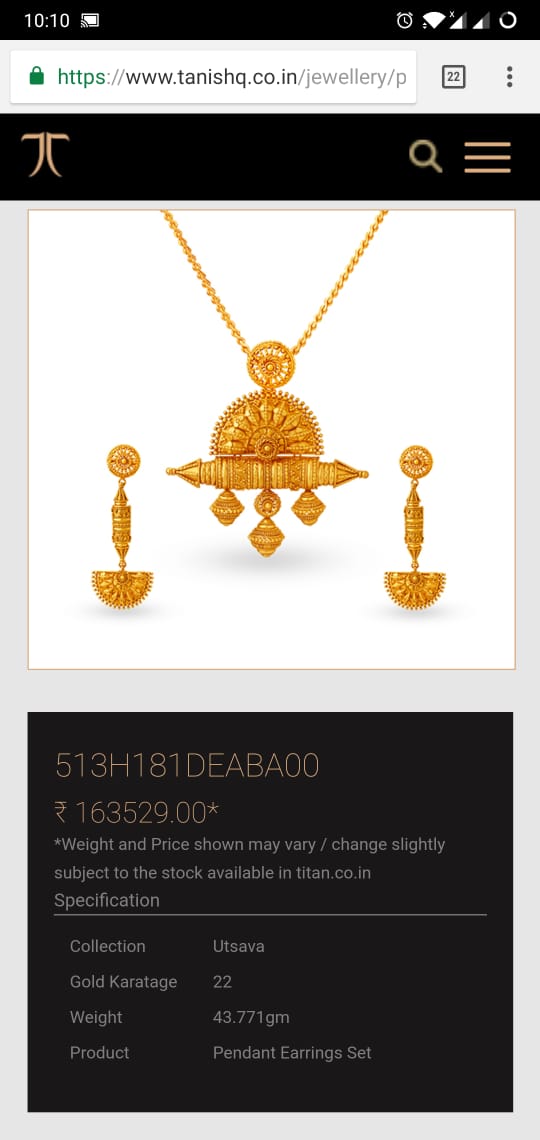 10:10
https://www.tanishq.co.in/jewellery/p
22
513H181DEABA00
₹ 163529.00*
*Weight and Price shown may vary / change slightly
subject to the stock available in titan.co.in
Specification
Collection Utsava
Gold Karatage 22
Weight 43.771gm
Product Pendant Earrings Set